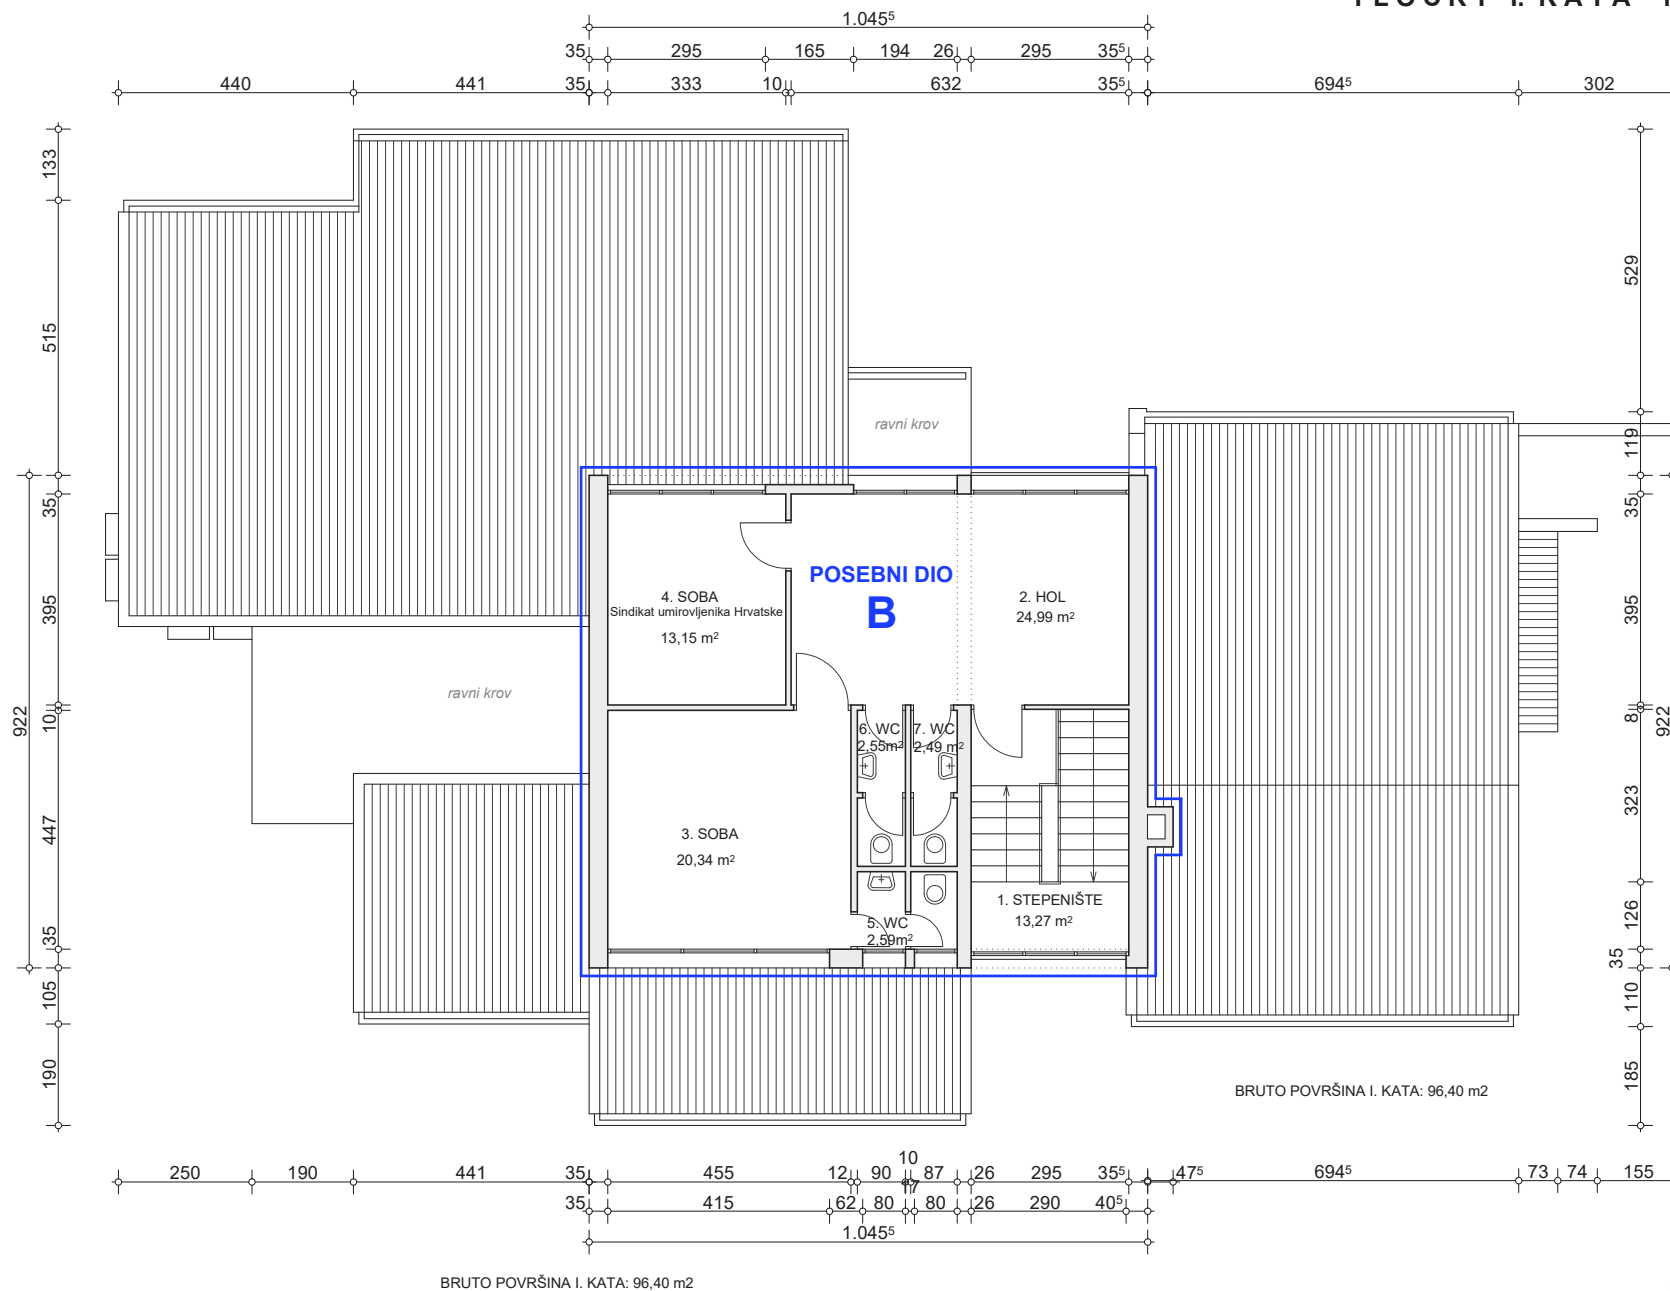 1.045⁵
35 295 165 194 26 295 35⁵
440 441 35 333 10 632 35⁵ 694⁵ 302
133
515
35
395
10
447
35
105
190
922
529
119
35
395
8
323
126
35
110
185
922
ravni krov
ravni krov
POSEBNI DIO
B
4. SOBA
Sindikat umirovljenika Hrvatske
13,15 m²
2. HOL
24,99 m²
6. WC
2,55m²
7. WC
2,49 m²
3. SOBA
20,34 m²
1. STEPENIŠTE
13,27 m²
5. WC
2,59m²
BRUTO POVRŠINA I. KATA: 96,40 m2
10
250 190 441 35 455 12 90 87 26 295 35⁵ 47⁵ 694⁵ 73 74 155
7
35 415 62 80 80 26 290 40⁵
1.045⁵
BRUTO POVRŠINA I. KATA: 96,40 m2